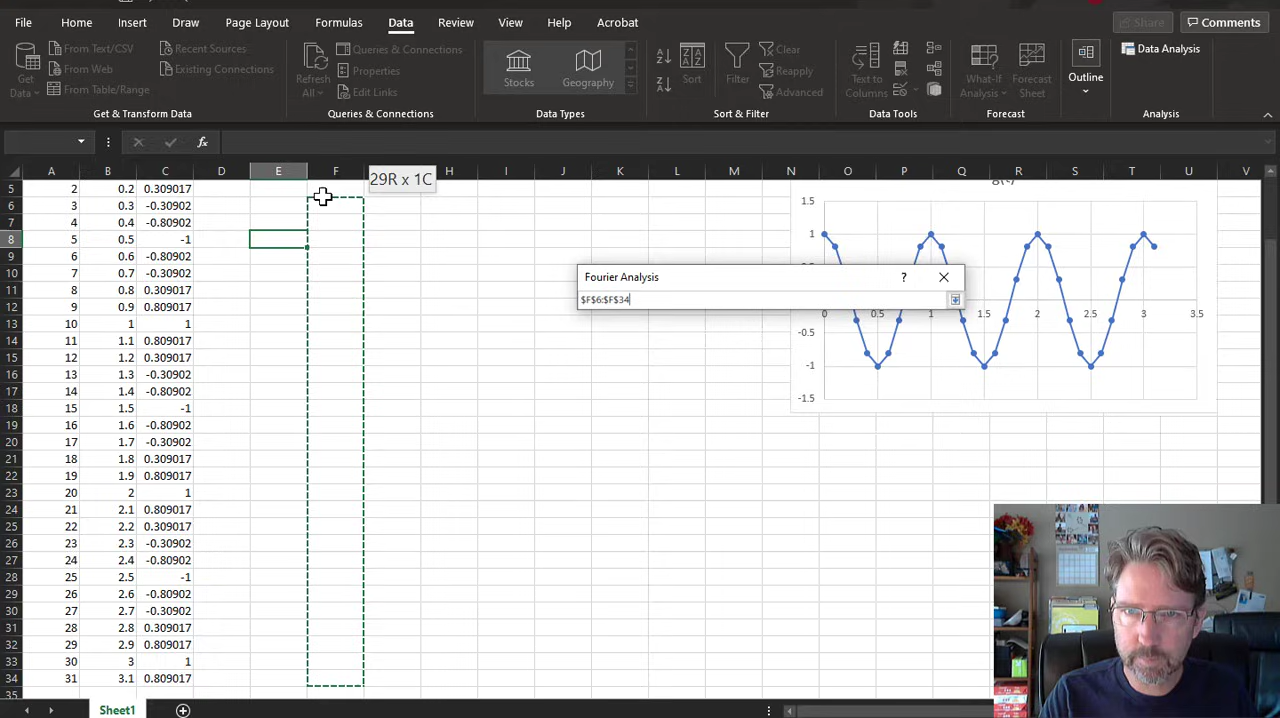 File Home Insert Draw Page Layout Formulas Data Review View Help Acrobat Share Comments
Get Data From Text/CSV From Web From Table/Range Recent Sources Existing Connections
Refresh All Queries & Connections Properties Edit Links
Stocks Geography
Sort Filter Clear Reapply Advanced
Text to Columns What-If Analysis Forecast Sheet Outline Data Analysis
Get & Transform Data Queries & Connections Data Types Sort & Filter Data Tools Forecast Analysis
fx
A B C D E F H I J K L M N O P Q R S T U V
29R x 1C
5 2 0.2 0.309017
6 3 0.3 -0.30902
7 4 0.4 -0.80902
8 5 0.5 -1
9 6 0.6 -0.80902
10 7 0.7 -0.30902
11 8 0.8 0.309017
12 9 0.9 0.809017
13 10 1 1
14 11 1.1 0.809017
15 12 1.2 0.309017
16 13 1.3 -0.30902
17 14 1.4 -0.80902
18 15 1.5 -1
19 16 1.6 -0.80902
20 17 1.7 -0.30902
21 18 1.8 0.309017
22 19 1.9 0.809017
23 20 2 1
24 21 2.1 0.809017
25 22 2.2 0.309017
26 23 2.3 -0.30902
27 24 2.4 -0.80902
28 25 2.5 -1
29 26 2.6 -0.80902
30 27 2.7 -0.30902
31 28 2.8 0.309017
32 29 2.9 0.809017
33 30 3 1
34 31 3.1 0.809017
35
Fourier Analysis ?
$F$6:$F$34
1.5
1
0 0.5 1 1.5 2 2.5 3 3.5
-0.5
-1
-1.5
Sheet1